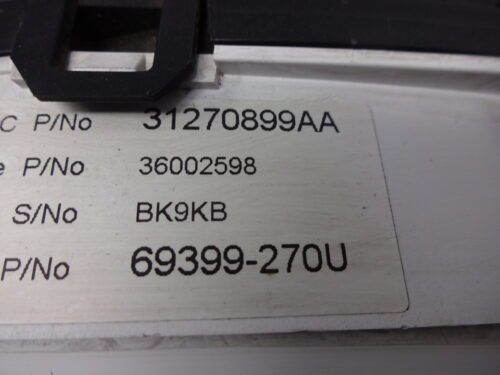 C P/No 31270899AA
e P/No 36002598
S/No BK9KB
P/No 69399-270U